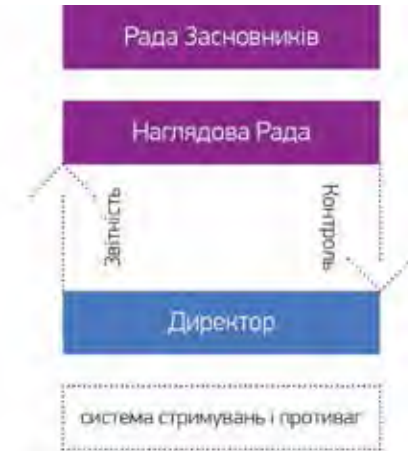 Рада Засновників
Наглядова Рада
Звітність
Контроль
Директор
система стримувань і противаг